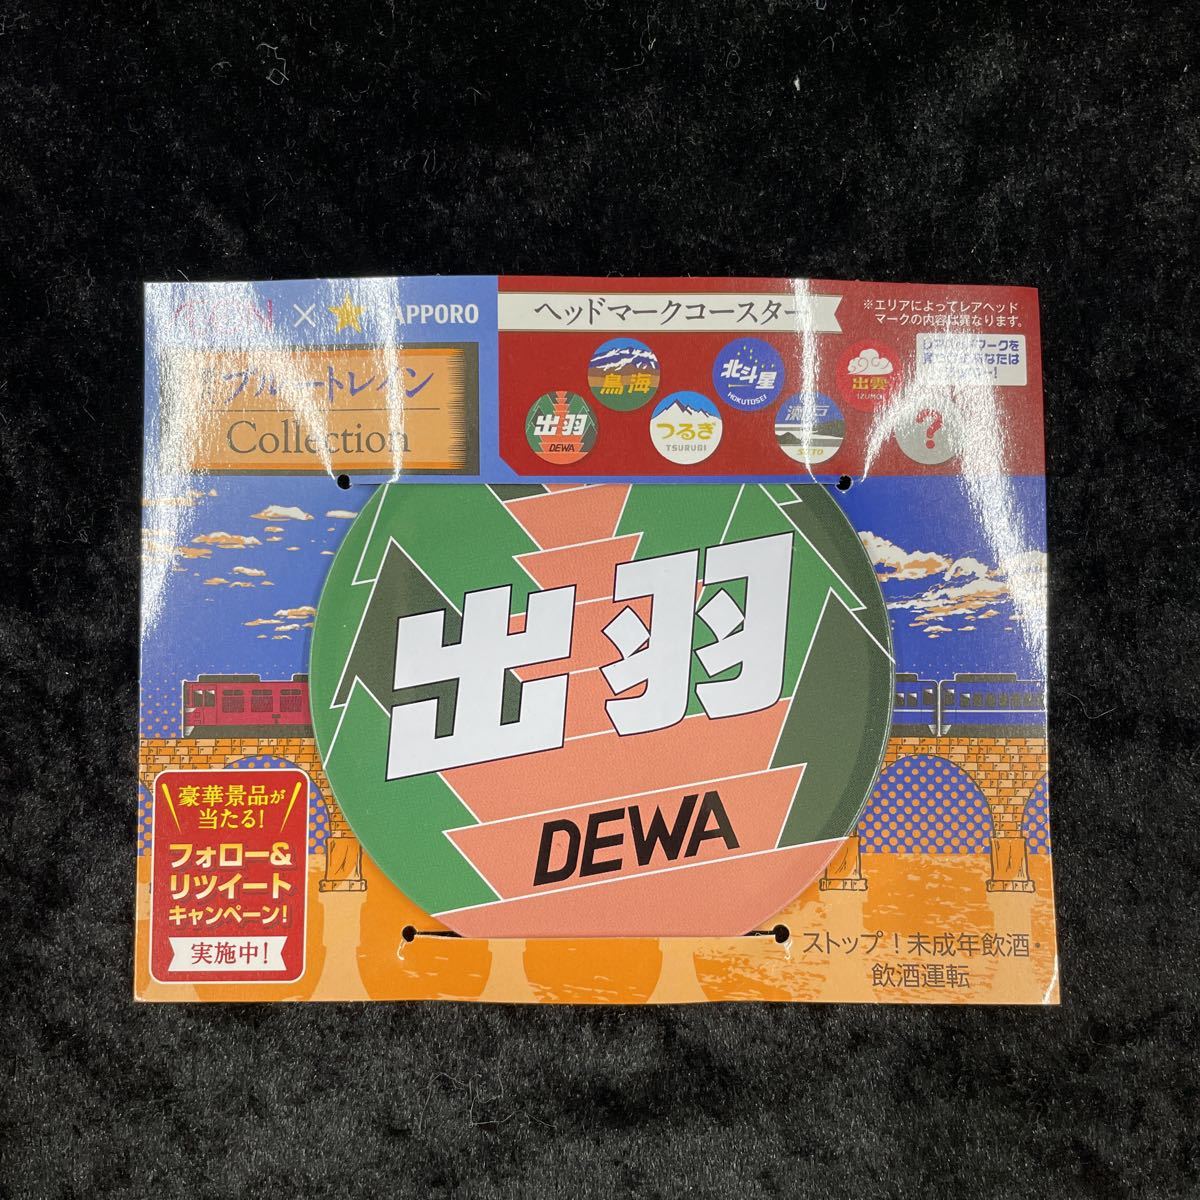 AEON × SAPPORO
ブルートレイン
Collection
ヘッドマークコースター
※エリアによってレアヘッド
マークの内容は異なります。
鳥海
北斗星
HOKUTOSEI
出雲
IZUMO
出羽
DEWA
つるぎ
TSURUGI
瀬戸
SETO
?
出羽
DEWA
豪華景品が
当たる!
フォロー&
リツイート
キャンペーン!
実施中!
ストップ!未成年飲酒・
飲酒運転